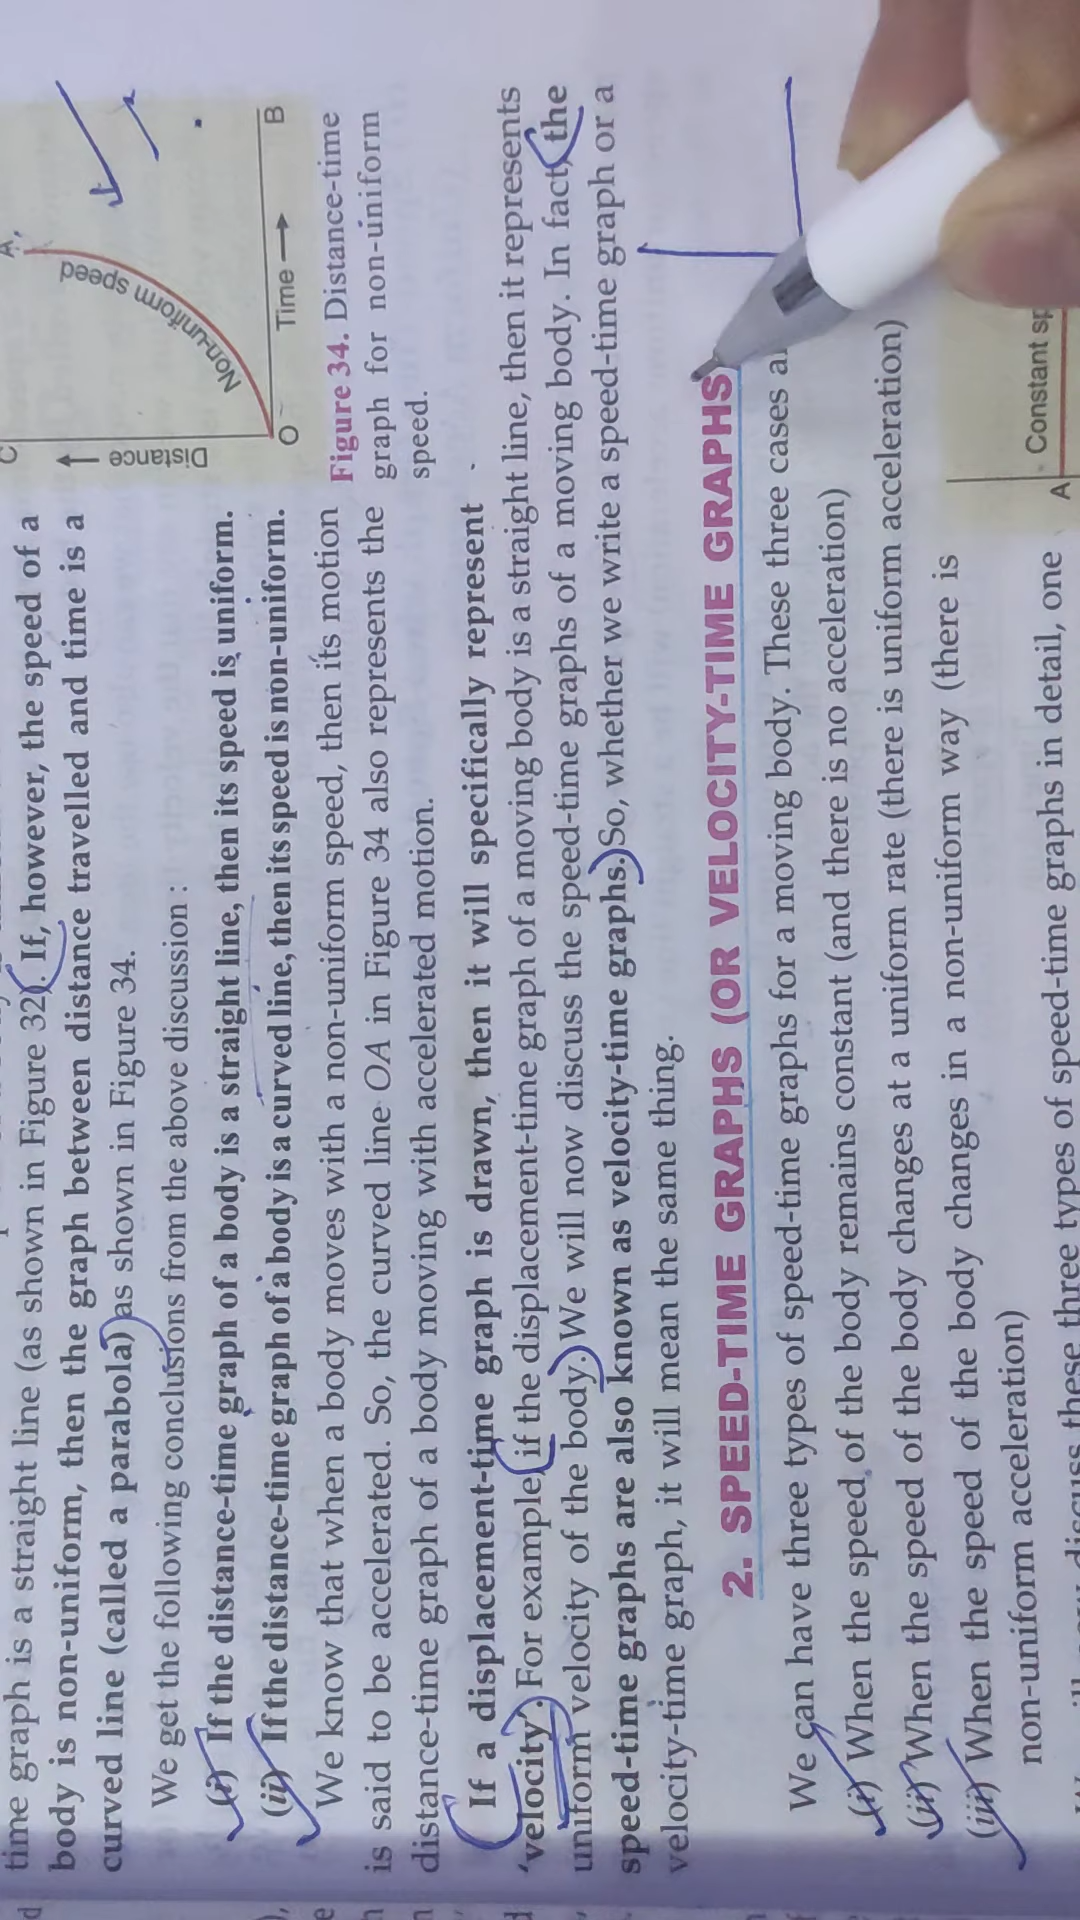 time graph is a straight line (as shown in Figure 32). If, however, the speed of a
body is non-uniform, then the graph between distance travelled and time is a
curved line (called a parabola) as shown in Figure 34.
We get the following conclusions from the above discussion :
(i) If the distance-time graph of a body is a straight line, then its speed is uniform.
(ii) If the distance-time graph of a body is a curved line, then its speed is non-uniform.
We know that when a body moves with a non-uniform speed, then its motion
is said to be accelerated. So, the curved line OA in Figure 34 also represents the
distance-time graph of a body moving with accelerated motion.
C
A
Distance
Non-uniform speed
O
Time
B
Figure 34. Distance-time
graph for non-uniform
speed.
If a displacement-time graph is drawn, then it will specifically represent
'velocity'. For example, if the displacement-time graph of a moving body is a straight line, then it represents
uniform velocity of the body. We will now discuss the speed-time graphs of a moving body. In fact, the
speed-time graphs are also known as velocity-time graphs. So, whether we write a speed-time graph or a
velocity-time graph, it will mean the same thing.
2. SPEED-TIME GRAPHS (OR VELOCITY-TIME GRAPHS
We can have three types of speed-time graphs for a moving body. These three cases
(i) When the speed of the body remains constant (and there is no acceleration)
(ii) When the speed of the body changes at a uniform rate (there is uniform acceleration)
(iii) When the speed of the body changes in a non-uniform way (there is
non-uniform acceleration)
discuss these three types of speed-time graphs in detail, one
A
Constant